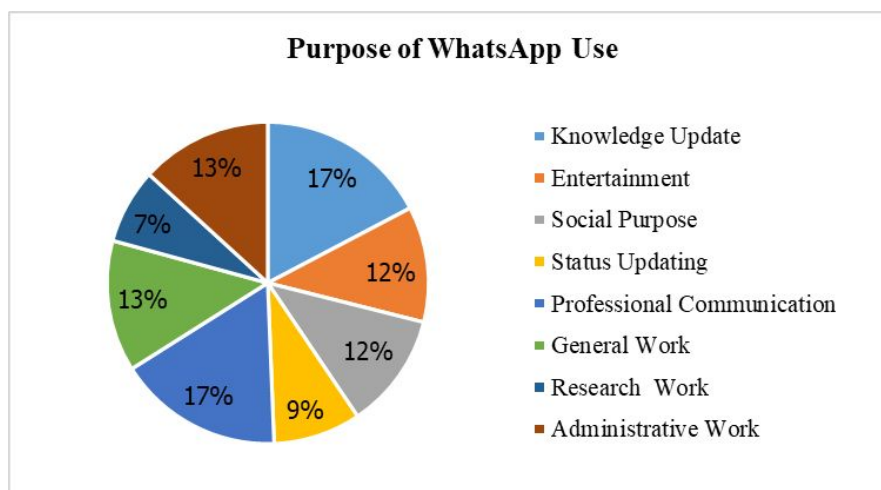 Purpose of WhatsApp Use
13%
17%
7%
12%
13%
12%
17%
9%
Knowledge Update
Entertainment
Social Purpose
Status Updating
Professional Communication
General Work
Research  Work
Administrative Work